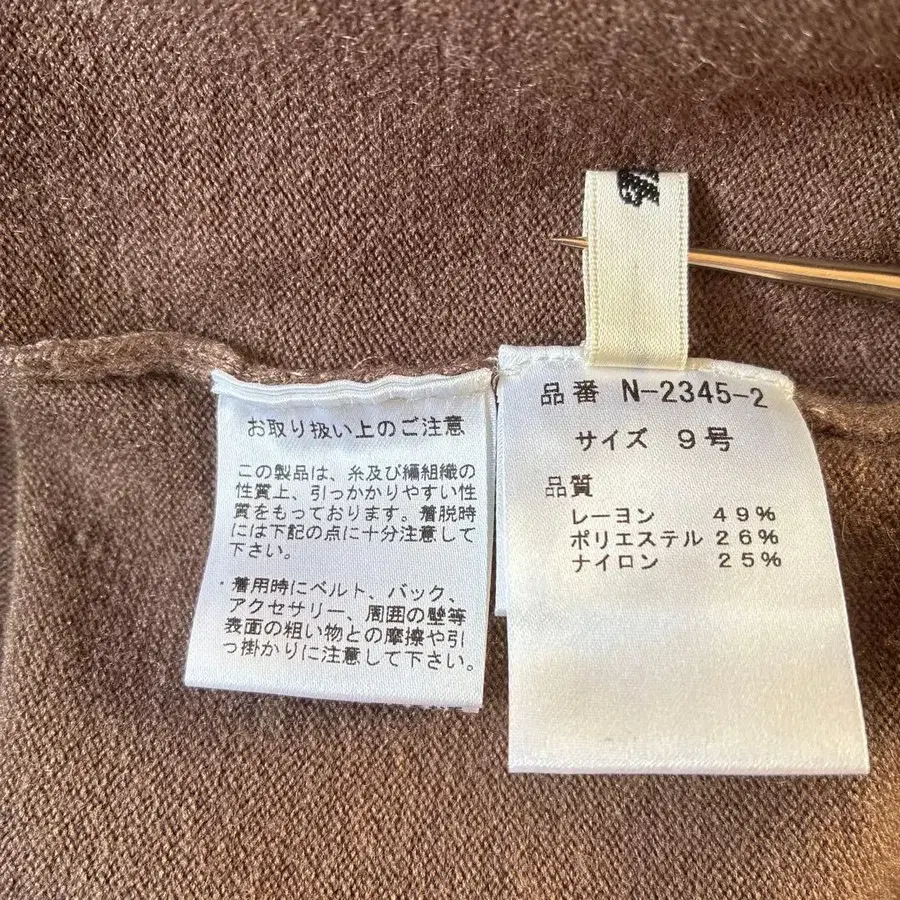 お取り扱い上のご注意
この製品は、糸及び編組織の
性質上、引っかかりやすい性
質をもっております。着脱時
には下記の点に十分注意して
下さい。
・着用時にベルト、バック、
アクセサリー、周囲の壁等
表面の粗い物との摩擦や引
っ掛かりに注意して下さい。
品番 N-2345-2
サイズ 9号
品質
レーヨン 49%
ポリエステル 26%
ナイロン 25%